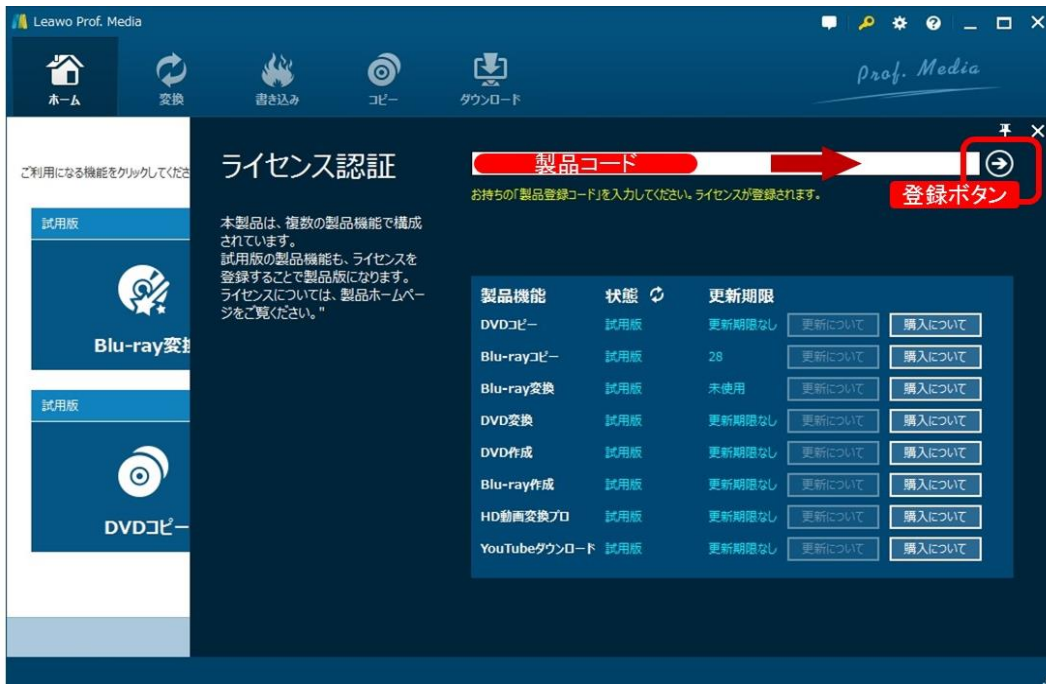 Leawo Prof. Media
ホーム
変換
書き込み
コピー
ダウンロード
Prof. Media
ご利用になる機能をクリックしてくださ
試用版
Blu-ray変換
試用版
DVDコピー
ライセンス認証
本製品は、複数の製品機能で構成
されています。
試用版の製品機能も、ライセンスを
登録することで製品版になります。
ライセンスについては、製品ホームペー
ジをご覧ください。"
製品コード
登録ボタン
お持ちの「製品登録コード」を入力してください。ライセンスが登録されます。
製品機能 状態 更新期限
DVDコピー 試用版 更新期限なし 更新について 購入について
Blu-rayコピー 試用版 28 更新について 購入について
Blu-ray変換 試用版 未使用 更新について 購入について
DVD変換 試用版 更新期限なし 更新について 購入について
DVD作成 試用版 更新期限なし 更新について 購入について
Blu-ray作成 試用版 更新期限なし 更新について 購入について
HD動画変換プロ 試用版 更新期限なし 更新について 購入について
YouTubeダウンロード 試用版 更新期限なし 更新について 購入について